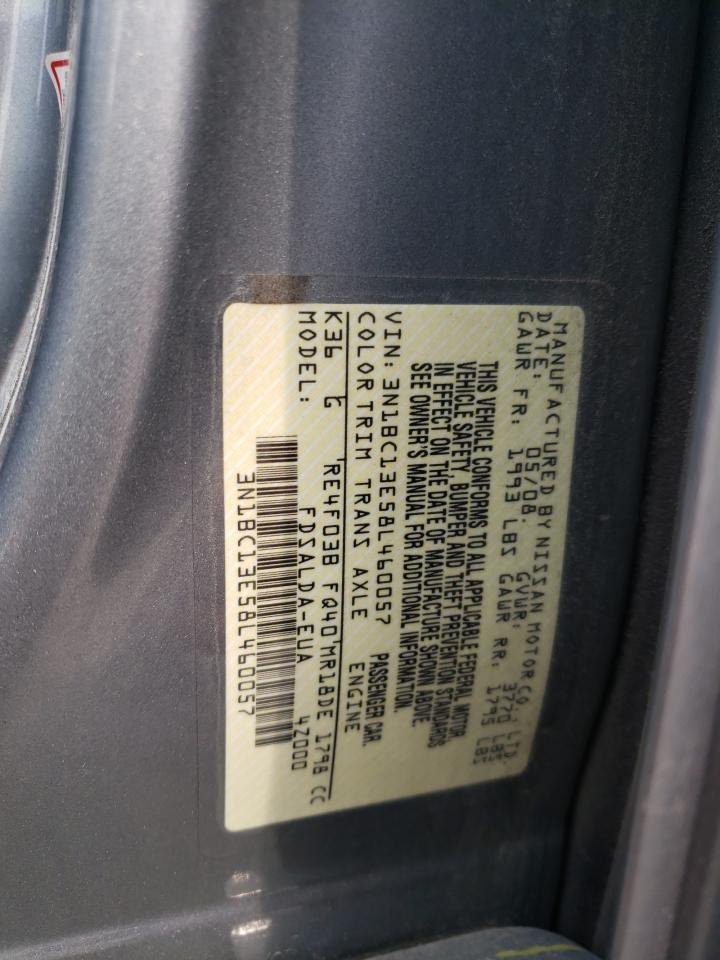 MANUFACTURED BY NISSAN MOTOR CO., LTD.
DATE: 05/08. GVWR: 3770 LBS
GAWR FR: 1993 LBS GAWR RR: 1795 LBS
THIS VEHICLE CONFORMS TO ALL APPLICABLE FEDERAL MOTOR
VEHICLE SAFETY, BUMPER AND THEFT PREVENTION STANDARDS
IN EFFECT ON THE DATE OF MANUFACTURE SHOWN ABOVE.
SEE OWNER'S MANUAL FOR ADDITIONAL INFORMATION.
VIN: 3N1BC13E58L460057 PASSENGER CAR.
COLOR TRIM TRANS AXLE ENGINE
K36 G 'RE4F03B FQ40'MR18DE 1798 CC
MODEL: FDSALDA-EUA 4Z000
3N1BC13E58L460057